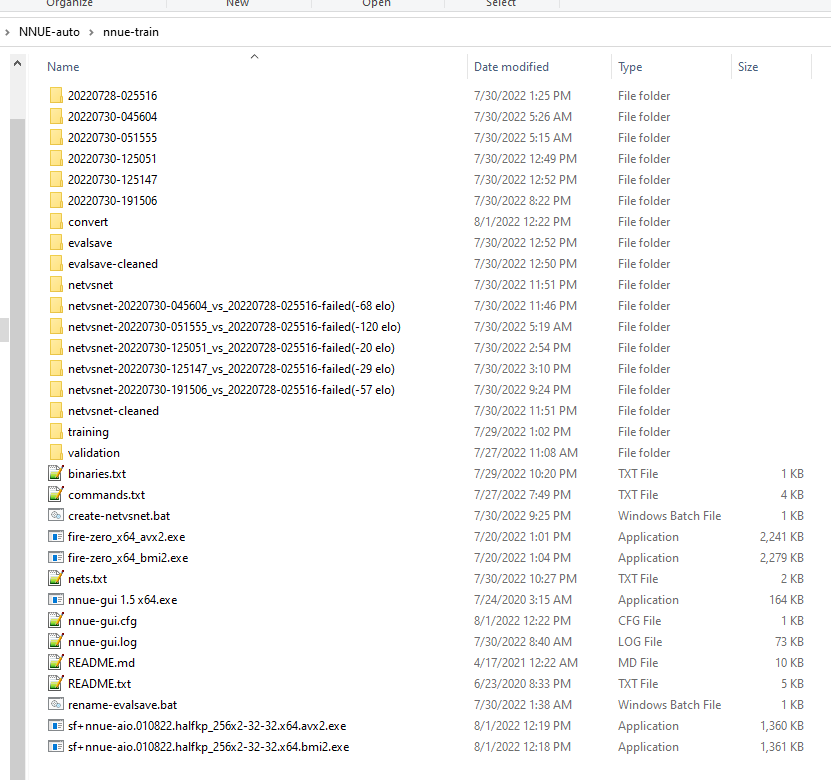 Organize New Open Select
NNUE-auto nnue-train
Name Date modified Type Size
20220728-025516 7/30/2022 1:25 PM File folder
20220730-045604 7/30/2022 5:26 AM File folder
20220730-051555 7/30/2022 5:15 AM File folder
20220730-125051 7/30/2022 12:49 PM File folder
20220730-125147 7/30/2022 12:52 PM File folder
20220730-191506 7/30/2022 8:22 PM File folder
convert 8/1/2022 12:22 PM File folder
evalsave 7/30/2022 12:52 PM File folder
evalsave-cleaned 7/30/2022 12:50 PM File folder
netvsnet 7/30/2022 11:51 PM File folder
netvsnet-20220730-045604_vs_20220728-025516-failed(-68 elo) 7/30/2022 11:46 PM File folder
netvsnet-20220730-051555_vs_20220728-025516-failed(-120 elo) 7/30/2022 5:19 AM File folder
netvsnet-20220730-125051_vs_20220728-025516-failed(-20 elo) 7/30/2022 2:54 PM File folder
netvsnet-20220730-125147_vs_20220728-025516-failed(-29 elo) 7/30/2022 3:10 PM File folder
netvsnet-20220730-191506_vs_20220728-025516-failed(-57 elo) 7/30/2022 9:24 PM File folder
netvsnet-cleaned 7/30/2022 11:51 PM File folder
training 7/29/2022 1:02 PM File folder
validation 7/27/2022 11:08 AM File folder
binaries.txt 7/29/2022 10:20 PM TXT File 1 KB
commands.txt 7/27/2022 7:49 PM TXT File 4 KB
create-netvsnet.bat 7/30/2022 9:25 PM Windows Batch File 1 KB
fire-zero_x64_avx2.exe 7/20/2022 1:01 PM Application 2,241 KB
fire-zero_x64_bmi2.exe 7/20/2022 1:04 PM Application 2,279 KB
nets.txt 7/30/2022 10:27 PM TXT File 2 KB
nnue-gui 1.5 x64.exe 7/24/2020 3:15 AM Application 164 KB
nnue-gui.cfg 8/1/2022 12:22 PM CFG File 1 KB
nnue-gui.log 7/30/2022 8:40 AM LOG File 73 KB
README.md 4/17/2021 12:22 AM MD File 10 KB
README.txt 6/23/2020 8:33 PM TXT File 5 KB
rename-evalsave.bat 7/30/2022 1:38 AM Windows Batch File 1 KB
sf+nnue-aio.010822.halfkp_256x2-32-32.x64.avx2.exe 8/1/2022 12:19 PM Application 1,360 KB
sf+nnue-aio.010822.halfkp_256x2-32-32.x64.bmi2.exe 8/1/2022 12:18 PM Application 1,361 KB